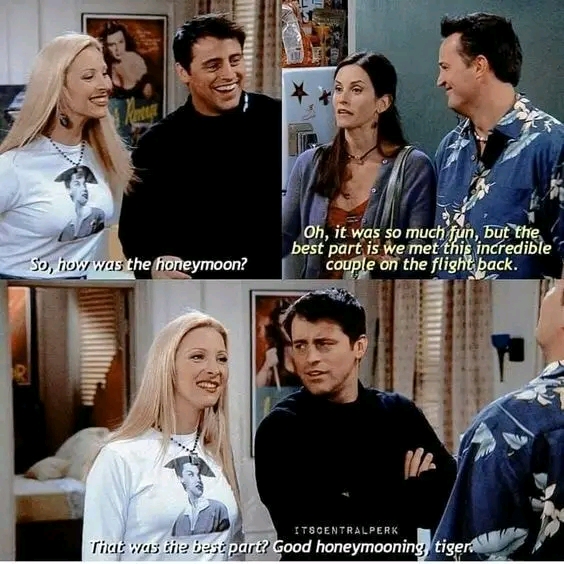 Revenge
So, how was the honeymoon?
Oh, it was so much fun, but the
best part is we met this incredible
couple on the flight back.
ITSCENTRALPERK
That was the best part? Good honeymooning, tiger.